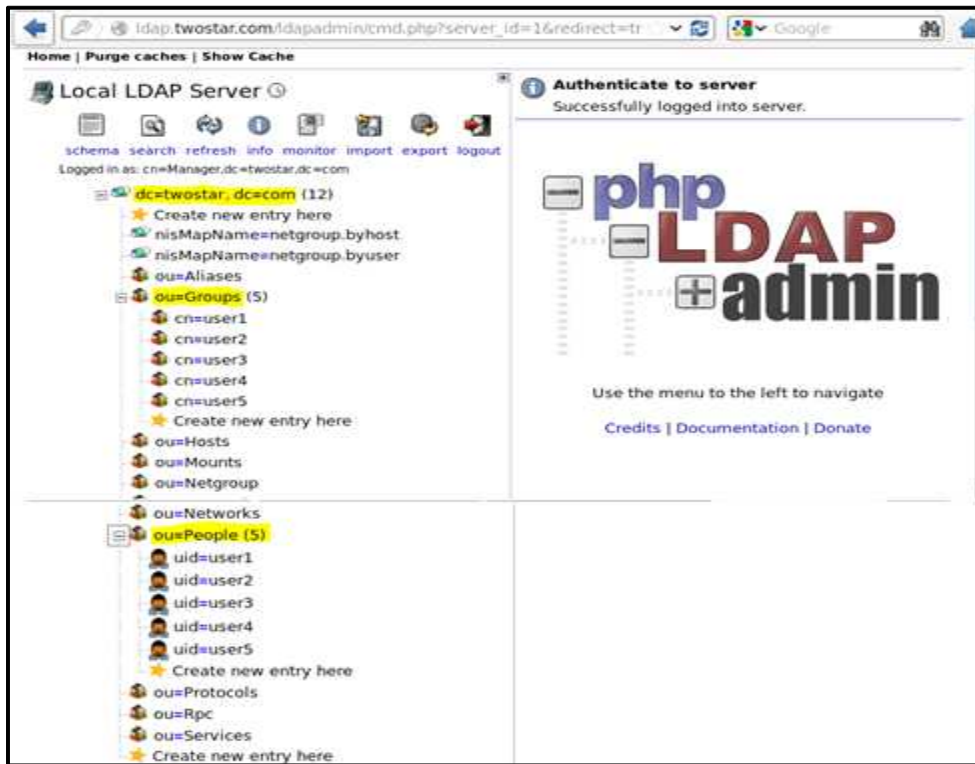 ldap.twostar.com/ldapadmin/cmd.php?server_id=1&redirect=tr
Google
Home | Purge caches | Show Cache
Local LDAP Server
schema search refresh info monitor import export logout
Logged in as: cn=Manager,dc=twostar,dc=com
dc=twostar, dc=com (12)
Create new entry here
nisMapName=netgroup.byhost
nisMapName=netgroup.byuser
ou=Aliases
ou=Groups (5)
cn=user1
cn=user2
cn=user3
cn=user4
cn=user5
Create new entry here
ou=Hosts
ou=Mounts
ou=Netgroup
ou=Networks
ou=People (5)
uid=user1
uid=user2
uid=user3
uid=user4
uid=user5
Create new entry here
ou=Protocols
ou=Rpc
ou=Services
Create new entry here
Authenticate to server
Successfully logged into server.
php
LDAP
admin
Use the menu to the left to navigate
Credits | Documentation | Donate